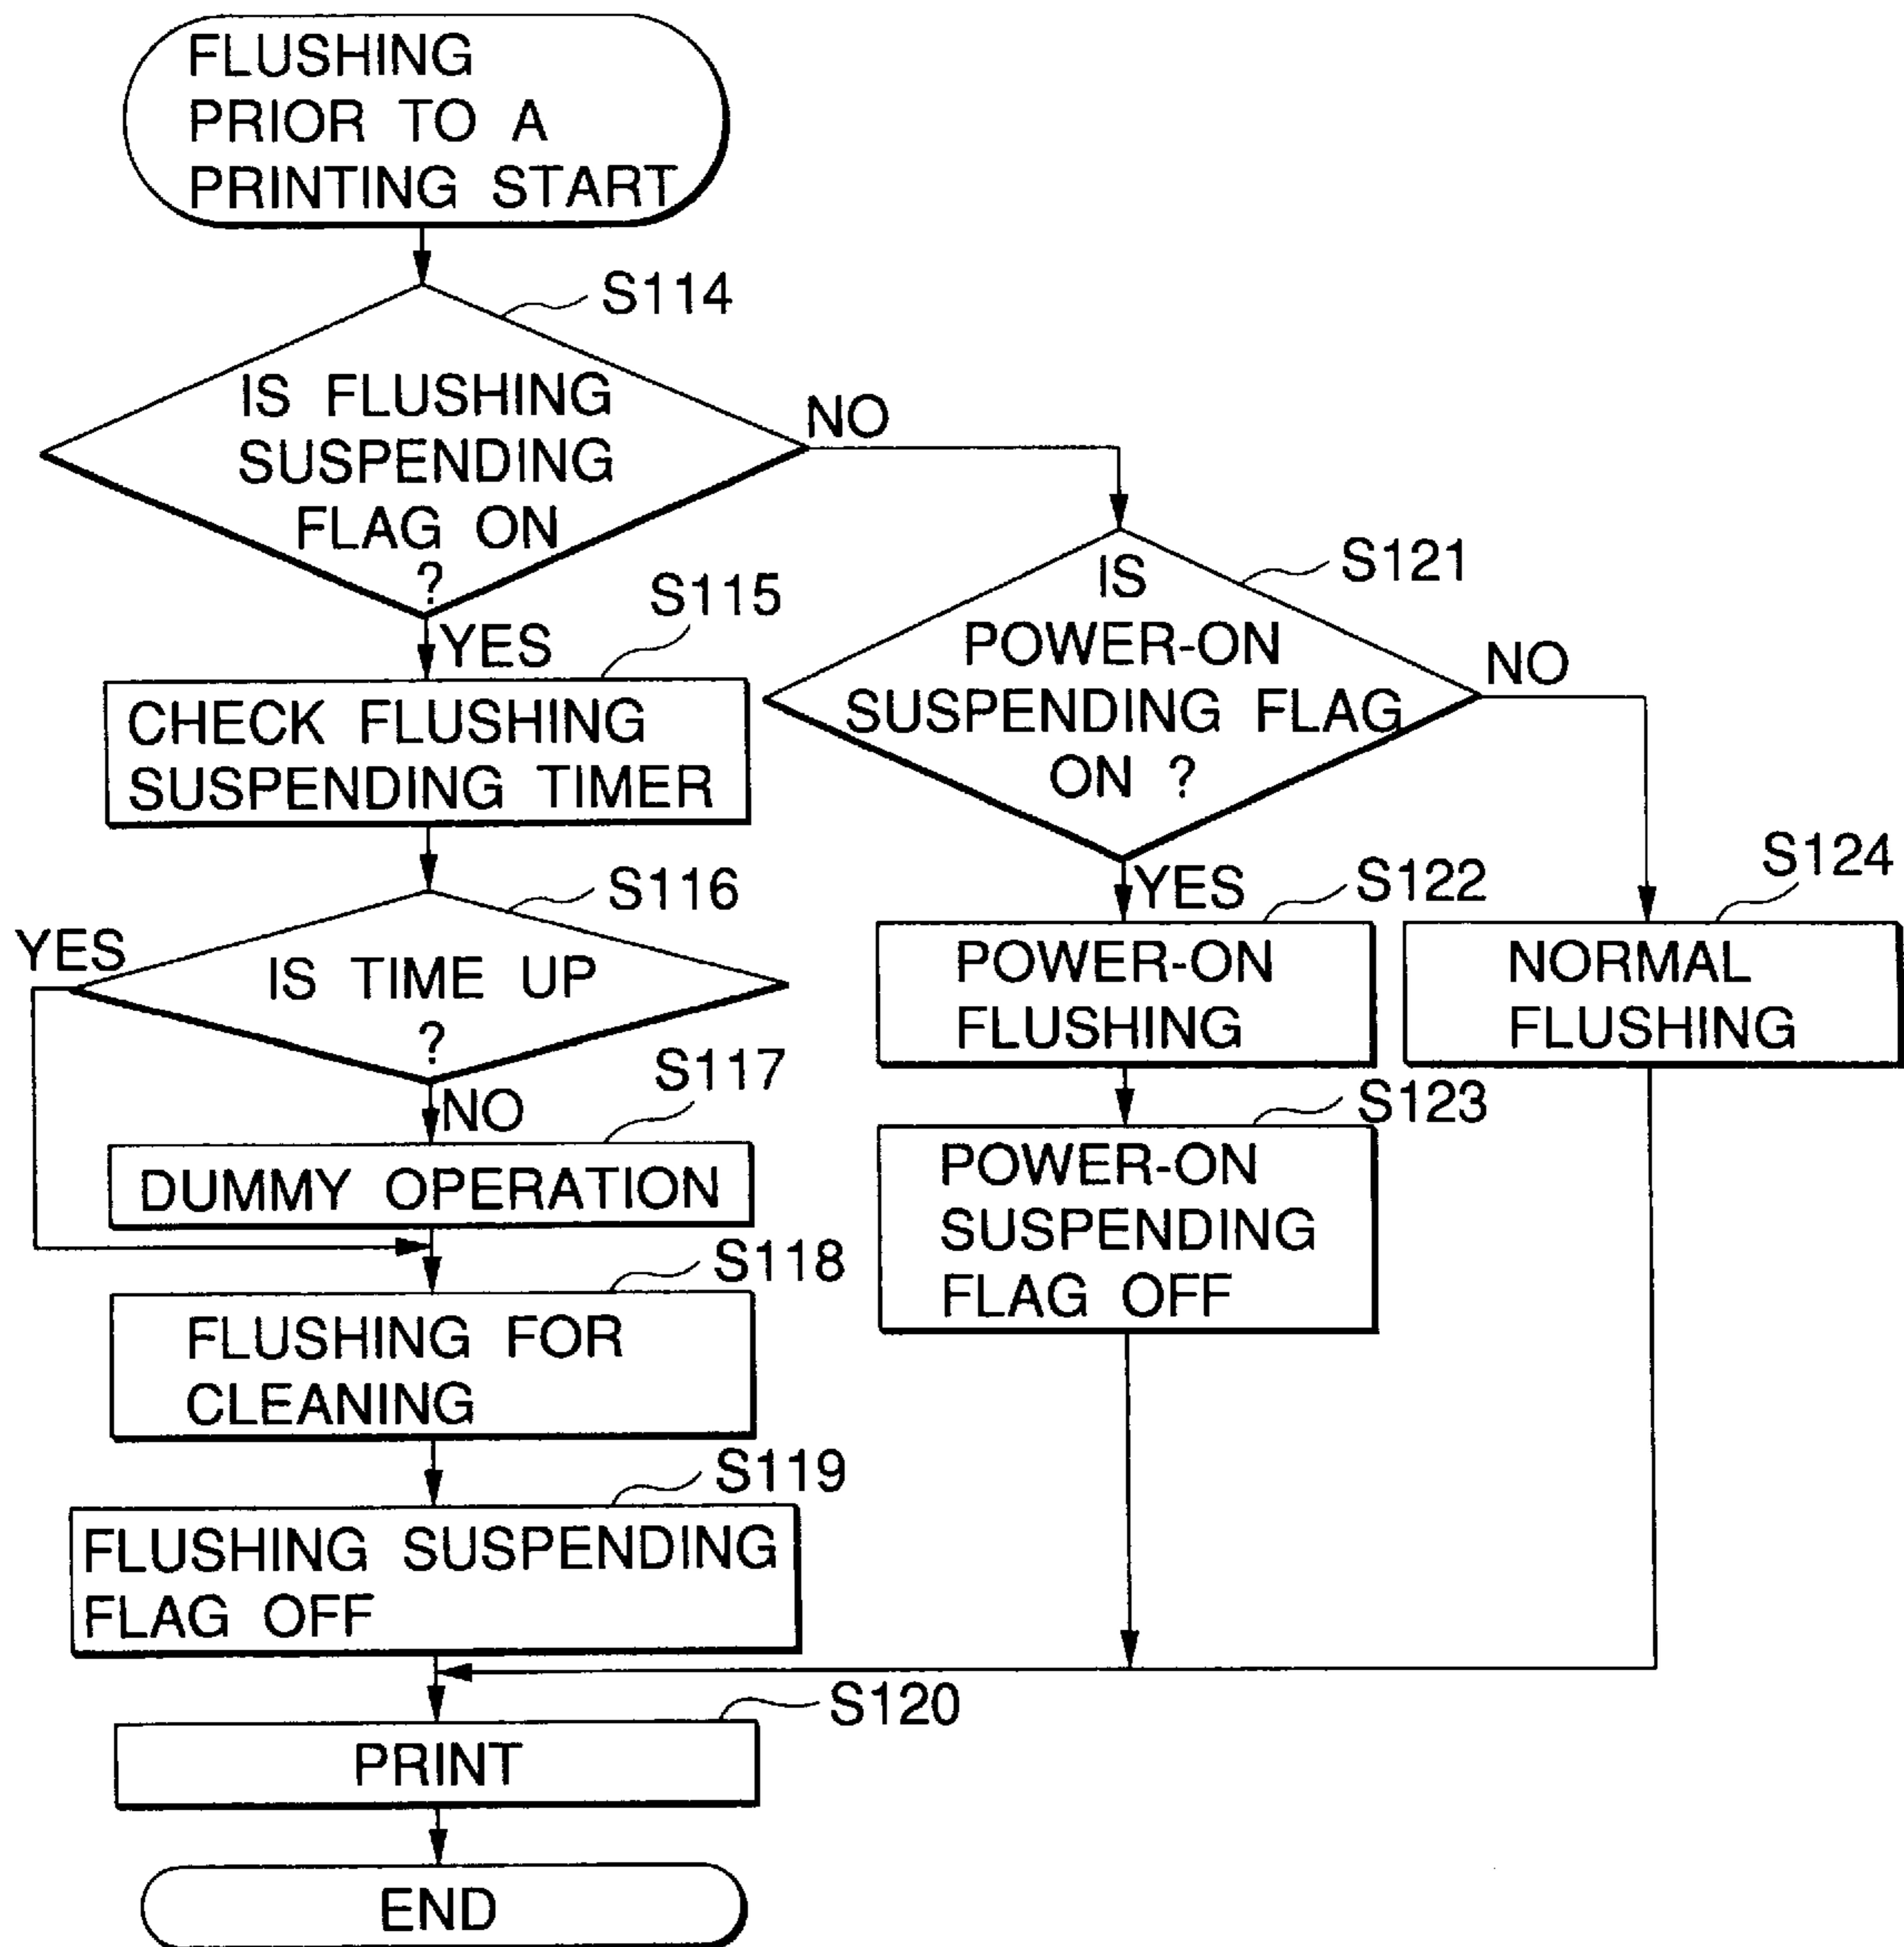 FLUSHING
PRIOR TO A
PRINTING START
S114
IS FLUSHING
SUSPENDING
FLAG ON
?
NO
YES
S115
CHECK FLUSHING
SUSPENDING TIMER
S116
YES
IS TIME UP
?
NO
S117
DUMMY OPERATION
S118
FLUSHING FOR
CLEANING
S119
FLUSHING SUSPENDING
FLAG OFF
S121
IS
POWER-ON
SUSPENDING FLAG
ON ?
NO
YES
S122
POWER-ON
FLUSHING
S123
POWER-ON
SUSPENDING
FLAG OFF
S124
NORMAL
FLUSHING
S120
PRINT
END